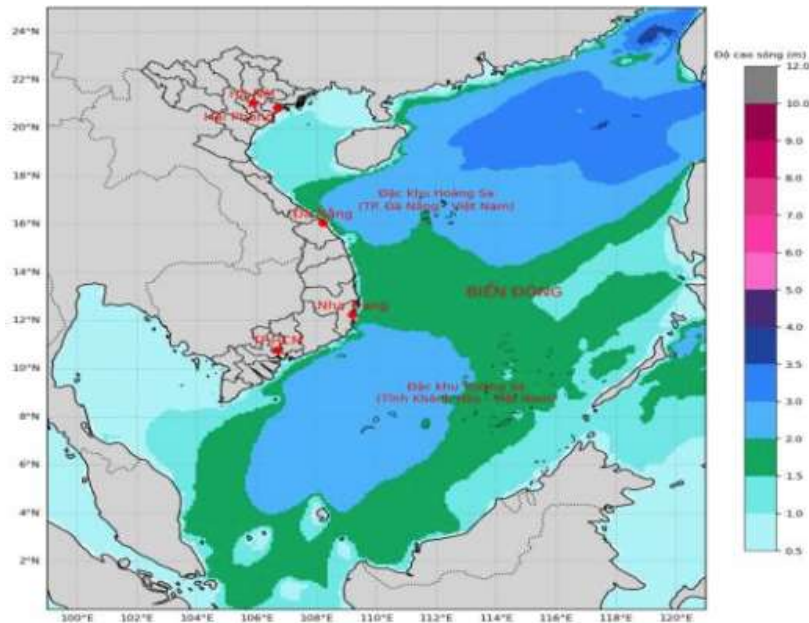 Độ cao sóng (m)
24°N
22°N
20°N
18°N
16°N
14°N
12°N
10°N
8°N
6°N
4°N
2°N
100°E
102°E
104°E
106°E
108°E
110°E
112°E
114°E
116°E
118°E
120°E
12.0
10.0
9.0
8.0
7.0
6.0
5.0
4.0
3.5
3.0
2.0
1.5
1.0
0.5
Hải Phòng
Đặc khu Hoàng Sa
(TP. Đà Nẵng - Việt Nam)
Đà Nẵng
BIỂN ĐÔNG
Nha Trang
Đặc khu Trường Sa
(Tỉnh Khánh Hòa - Việt Nam)